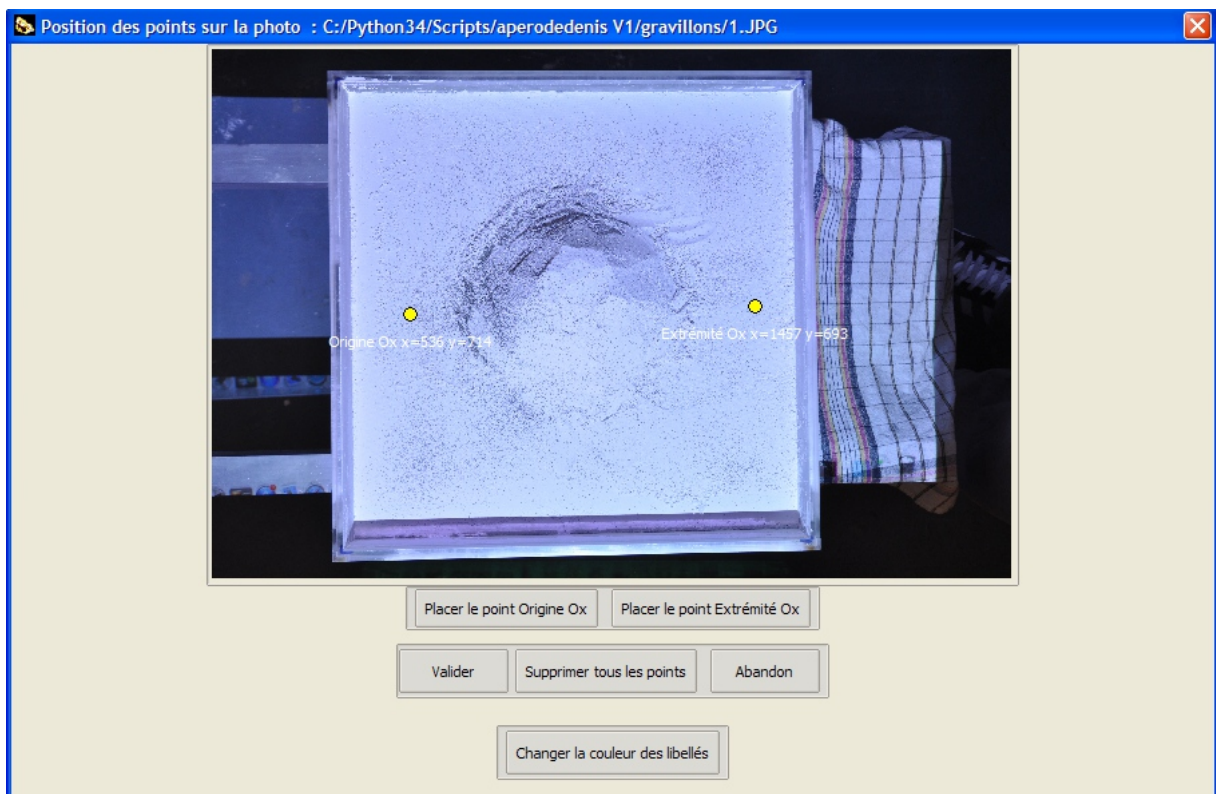 Position des points sur la photo : C:/Python34/Scripts/aperodedenis V1/gravillons/1.JPG
Origine Ox x=536 y=714
Extrémité Ox x=1457 y=693
Placer le point Origine Ox
Placer le point Extrémité Ox
Valider
Supprimer tous les points
Abandon
Changer la couleur des libellés